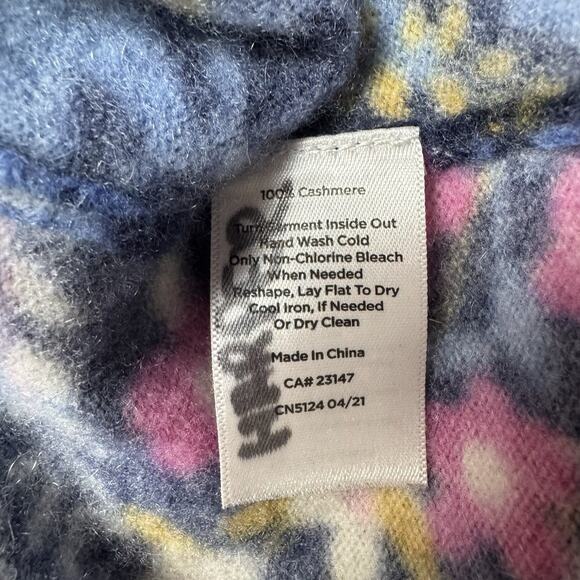 100% Cashmere
Turn Garment Inside Out
Hand Wash Cold
Only Non-Chlorine Bleach
When Needed
Reshape, Lay Flat To Dry
Cool Iron, If Needed
Or Dry Clean
Made In China
CA# 23147
CN5124 04/21